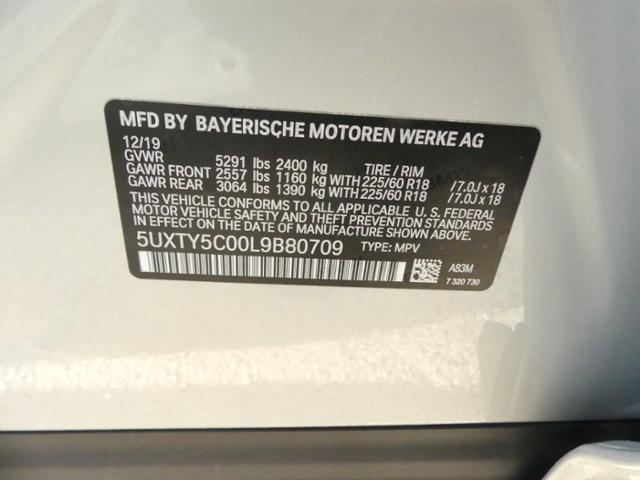 MFD BY BAYERISCHE MOTOREN WERKE AG
12/19
GVWR 5291 lbs 2400 kg TIRE / RIM
GAWR FRONT 2557 lbs 1160 kg WITH 225/60 R18 /7.0J x 18
GAWR REAR 3064 lbs 1390 kg WITH 225/60 R18 /7.0J x 18
THIS VEHICLE CONFORMS TO ALL APPLICABLE U.S. FEDERAL
MOTOR VEHICLE SAFETY AND THEFT PREVENTION STANDARDS
IN EFFECT ON THE DATE OF MANUFACTURE SHOWN ABOVE.
5UXTY5C00L9B80709 TYPE: MPV
A83M
7 320 730